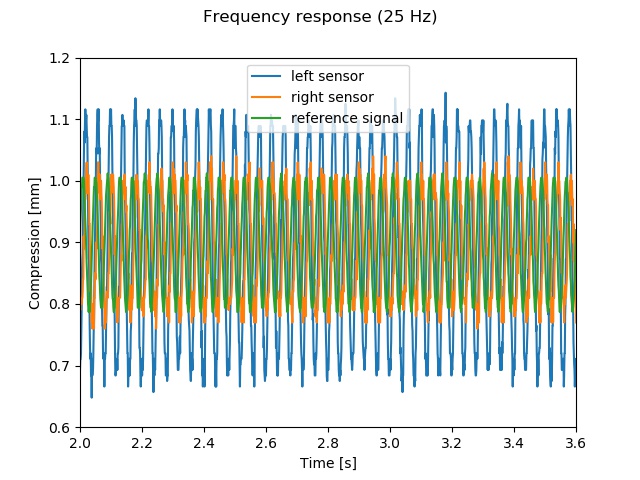 Frequency response (25 Hz)
left sensor
right sensor
reference signal
1.2
1.1
1.0
0.9
0.8
0.7
0.6
Compression [mm]
2.0 2.2 2.4 2.6 2.8 3.0 3.2 3.4 3.6
Time [s]